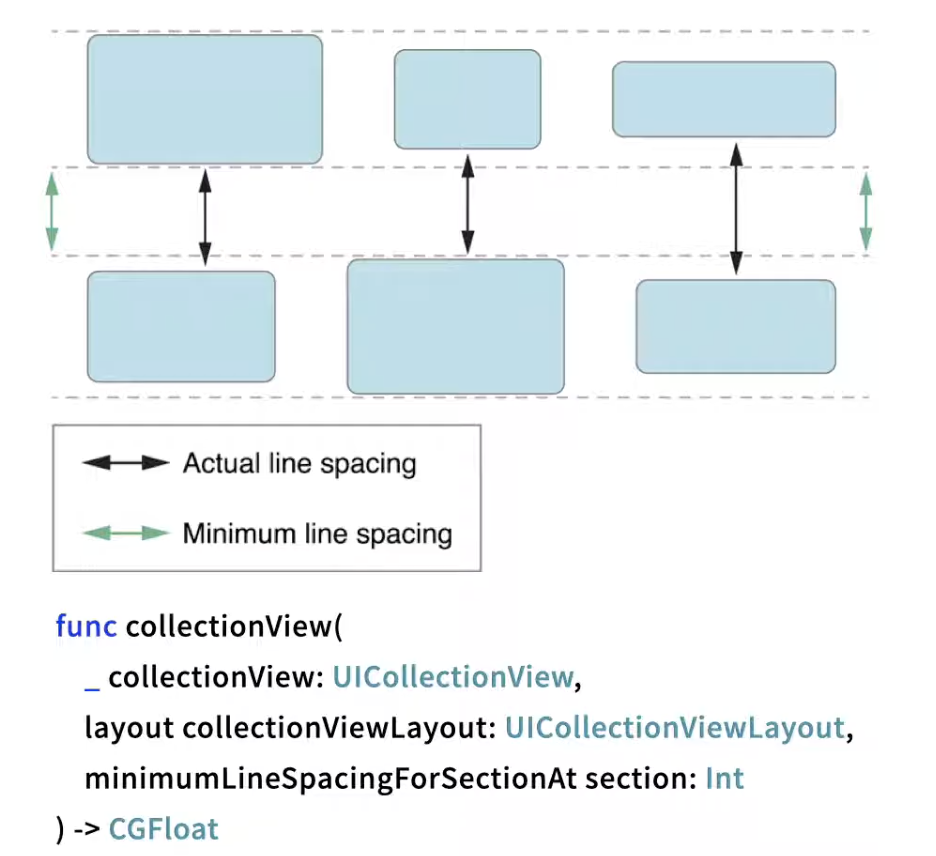 Actual line spacing
Minimum line spacing
func collectionView(
_ collectionView: UICollectionView,
layout collectionViewLayout: UICollectionViewLayout,
minimumLineSpacingForSectionAt section: Int
) -> CGFloat